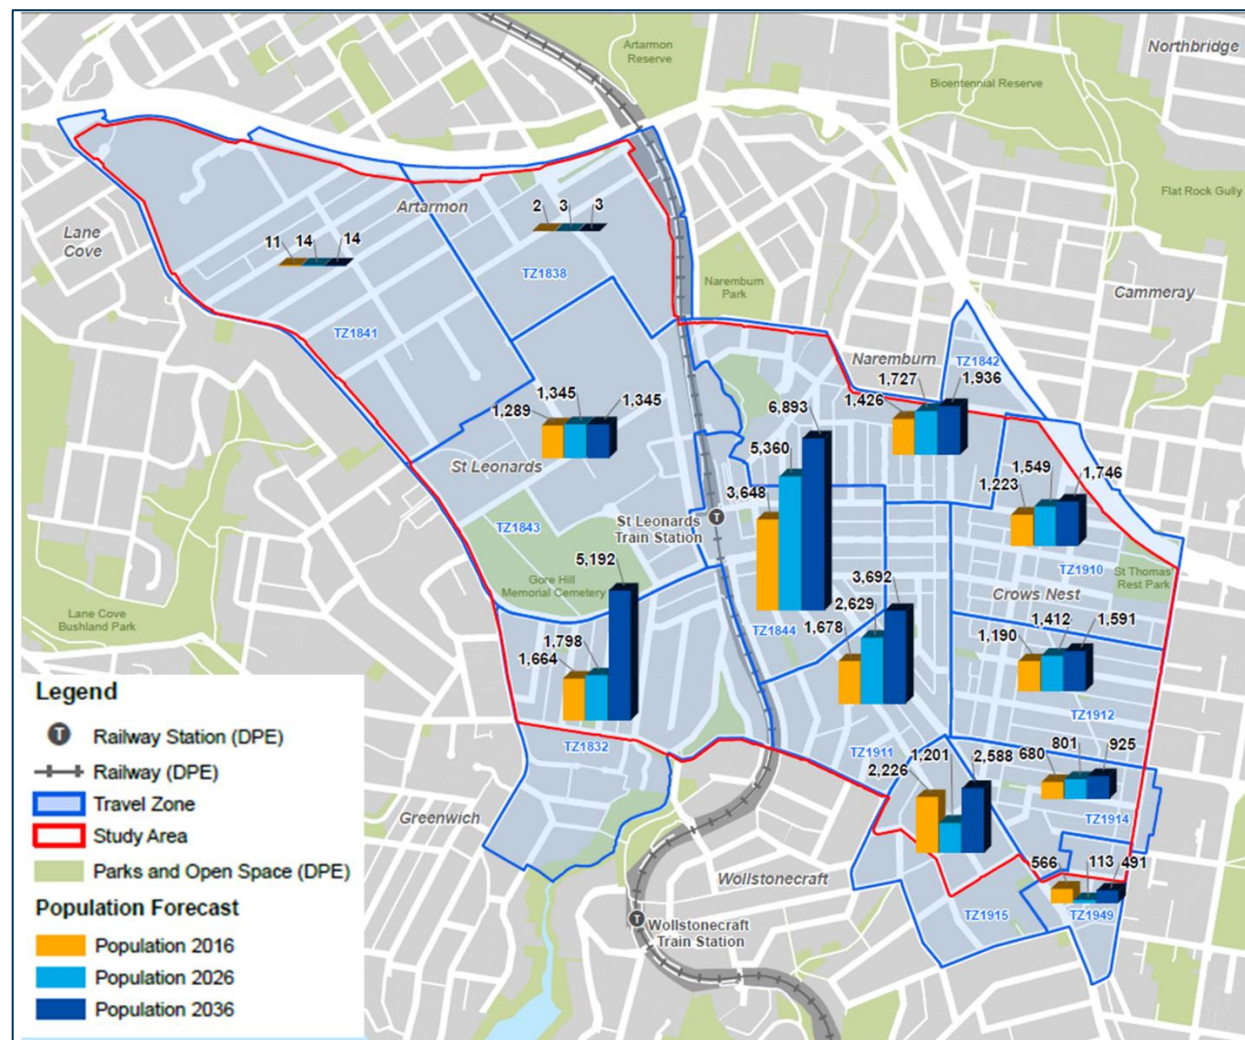 Artarmon
Reserve
Northbridge
Bicentennial Reserve
Flat Rock Gully
Lane
Cove
Artarmon
2 3 3
11 14 14
TZ1838
TZ1841
Naremburn
Park
Cammeray
Naremburn
TZ1842
1,426 1,727 1,936
1,289 1,345 1,345
St Leonards
TZ1843
3,648 5,360 6,893
St Leonards
Train Station
T
1,223 1,549 1,746
TZ1910
St Thomas'
Rest Park
Crows Nest
Gore Hill
Memorial Cemetery
1,664 1,798 5,192
TZ1844
1,678 2,629 3,692
1,190 1,412 1,591
TZ1912
Lane Cove
Bushland Park
TZ1832
TZ1911
2,226 1,201 2,588
680 801 925
TZ1914
Greenwich
Wollstonecraft
566 113 491
TZ1915
TZ1949
T
Wollstonecraft
Train Station
Legend
T Railway Station (DPE)
Railway (DPE)
Travel Zone
Study Area
Parks and Open Space (DPE)
Population Forecast
Population 2016
Population 2026
Population 2036